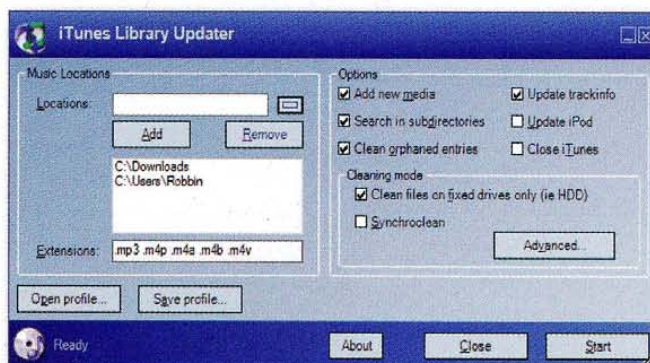 iTunes Library Updater
Music Locations
Locations:
Add Remove
C:\Downloads
C:\Users\Robbin
Extensions: .mp3 .m4p .m4a .m4b .m4v
Options
Add new media Update trackinfo
Search in subdirectories Update iPod
Clean orphaned entries Close iTunes
Cleaning mode
Clean files on fixed drives only (ie HDD)
Synchroclean
Advanced...
Open profile... Save profile...
Ready About Close Start